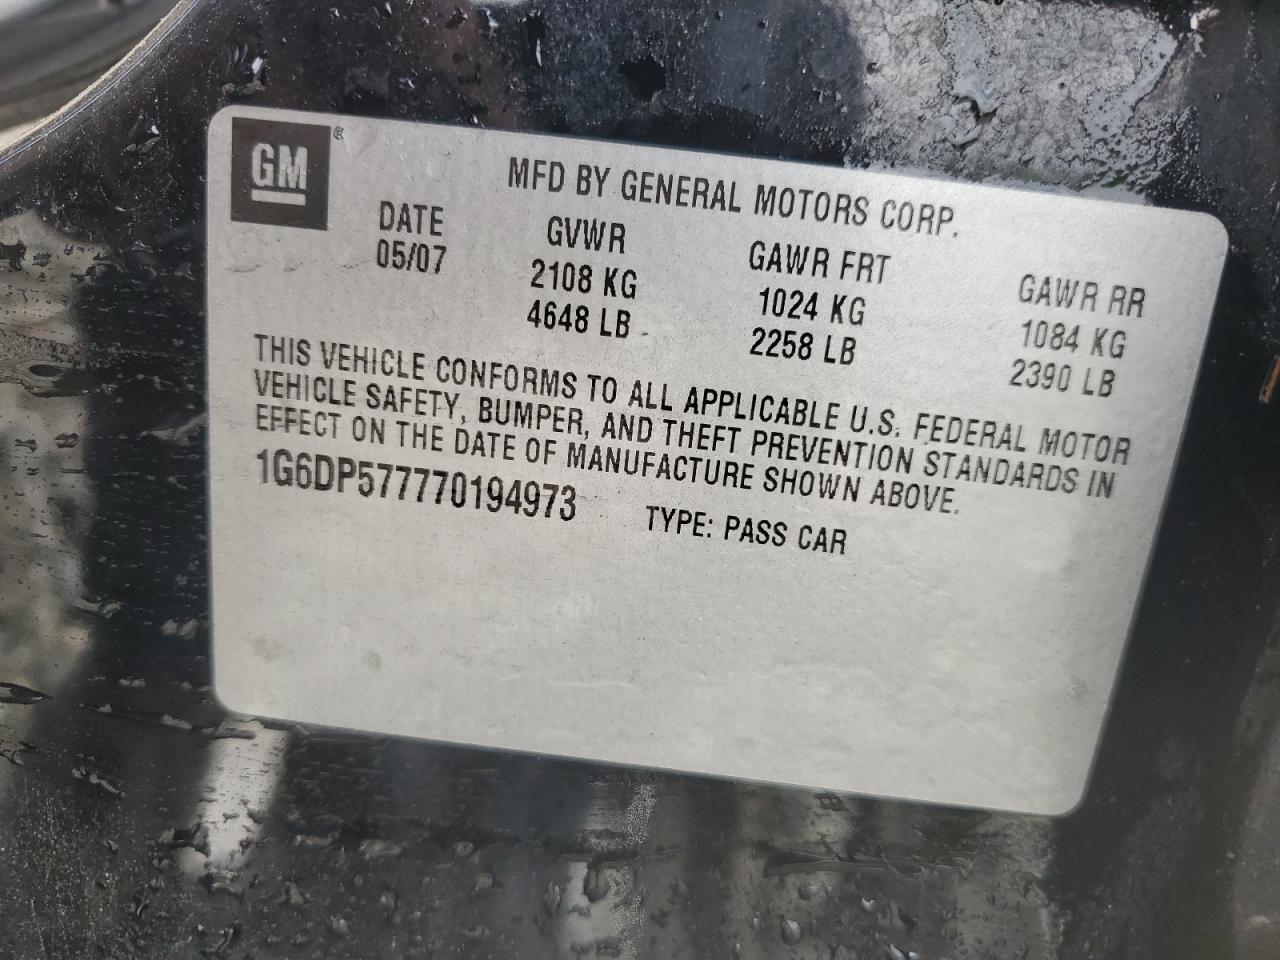 GM ®
MFD BY GENERAL MOTORS CORP.
DATE GVWR GAWR FRT GAWR RR
05/07 2108 KG 1024 KG 1084 KG
4648 LB 2258 LB 2390 LB
THIS VEHICLE CONFORMS TO ALL APPLICABLE U.S. FEDERAL MOTOR
VEHICLE SAFETY, BUMPER, AND THEFT PREVENTION STANDARDS IN
EFFECT ON THE DATE OF MANUFACTURE SHOWN ABOVE.
1G6DP577770194973 TYPE: PASS CAR